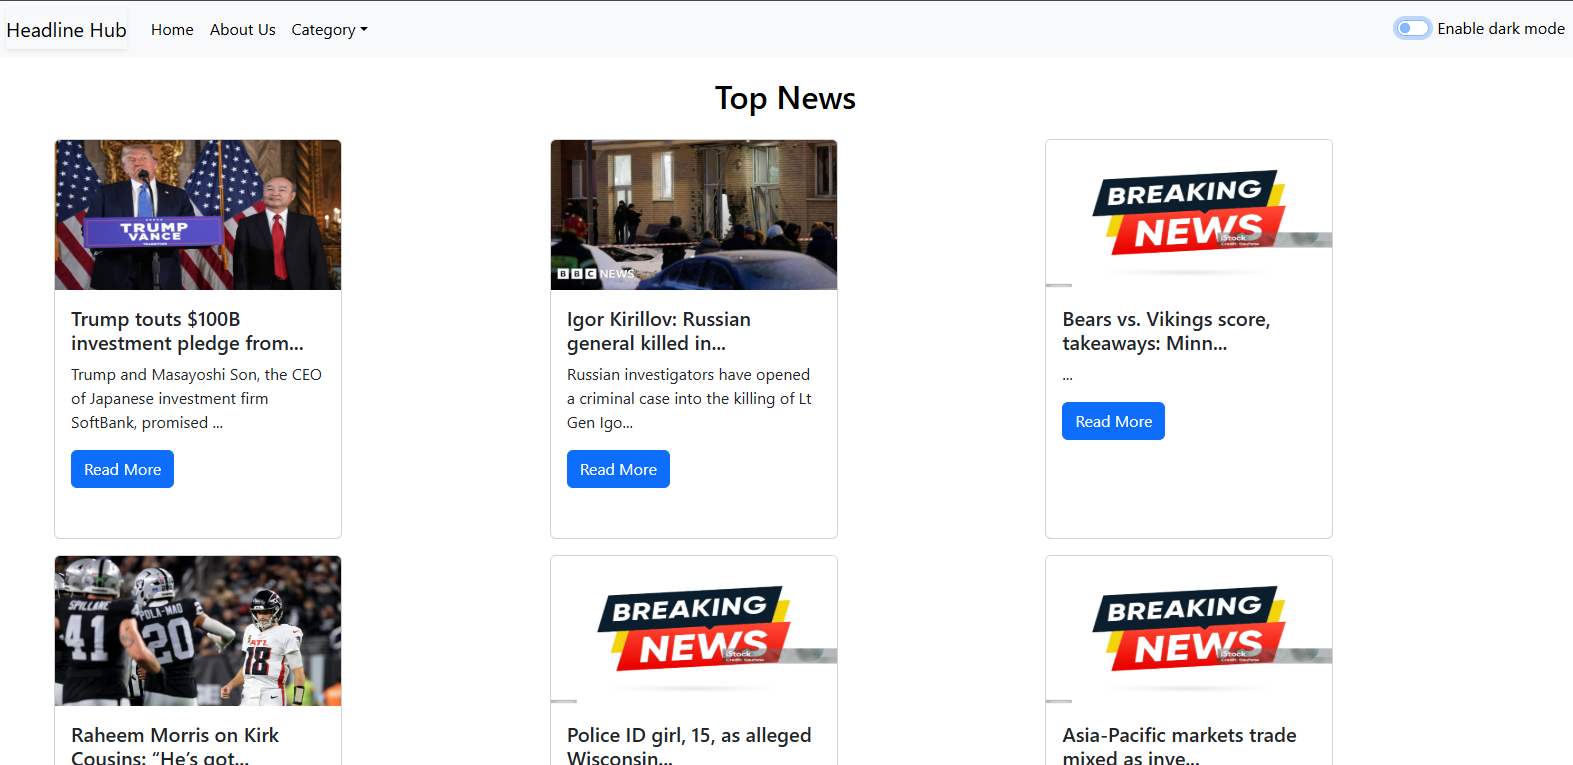 Headline Hub
Home
About Us
Category
Enable dark mode
Top News
TRUMP
VANCE
BBC NEWS
BREAKING
NEWS
iStock
Credit: Saufone
Trump touts $100B
investment pledge from...
Trump and Masayoshi Son, the CEO
of Japanese investment firm
SoftBank, promised ...
Read More
Igor Kirillov: Russian
general killed in...
Russian investigators have opened
a criminal case into the killing of Lt
Gen Igo...
Read More
Bears vs. Vikings score,
takeaways: Minn...
...
Read More
SPILLANE
41
POLA-MAO
20
ATL
18
BREAKING
NEWS
iStock
BREAKING
NEWS
iStock
Raheem Morris on Kirk
Cousins: “He’s got...
Police ID girl, 15, as alleged
Wisconsin...
Asia-Pacific markets trade
mixed as inve...